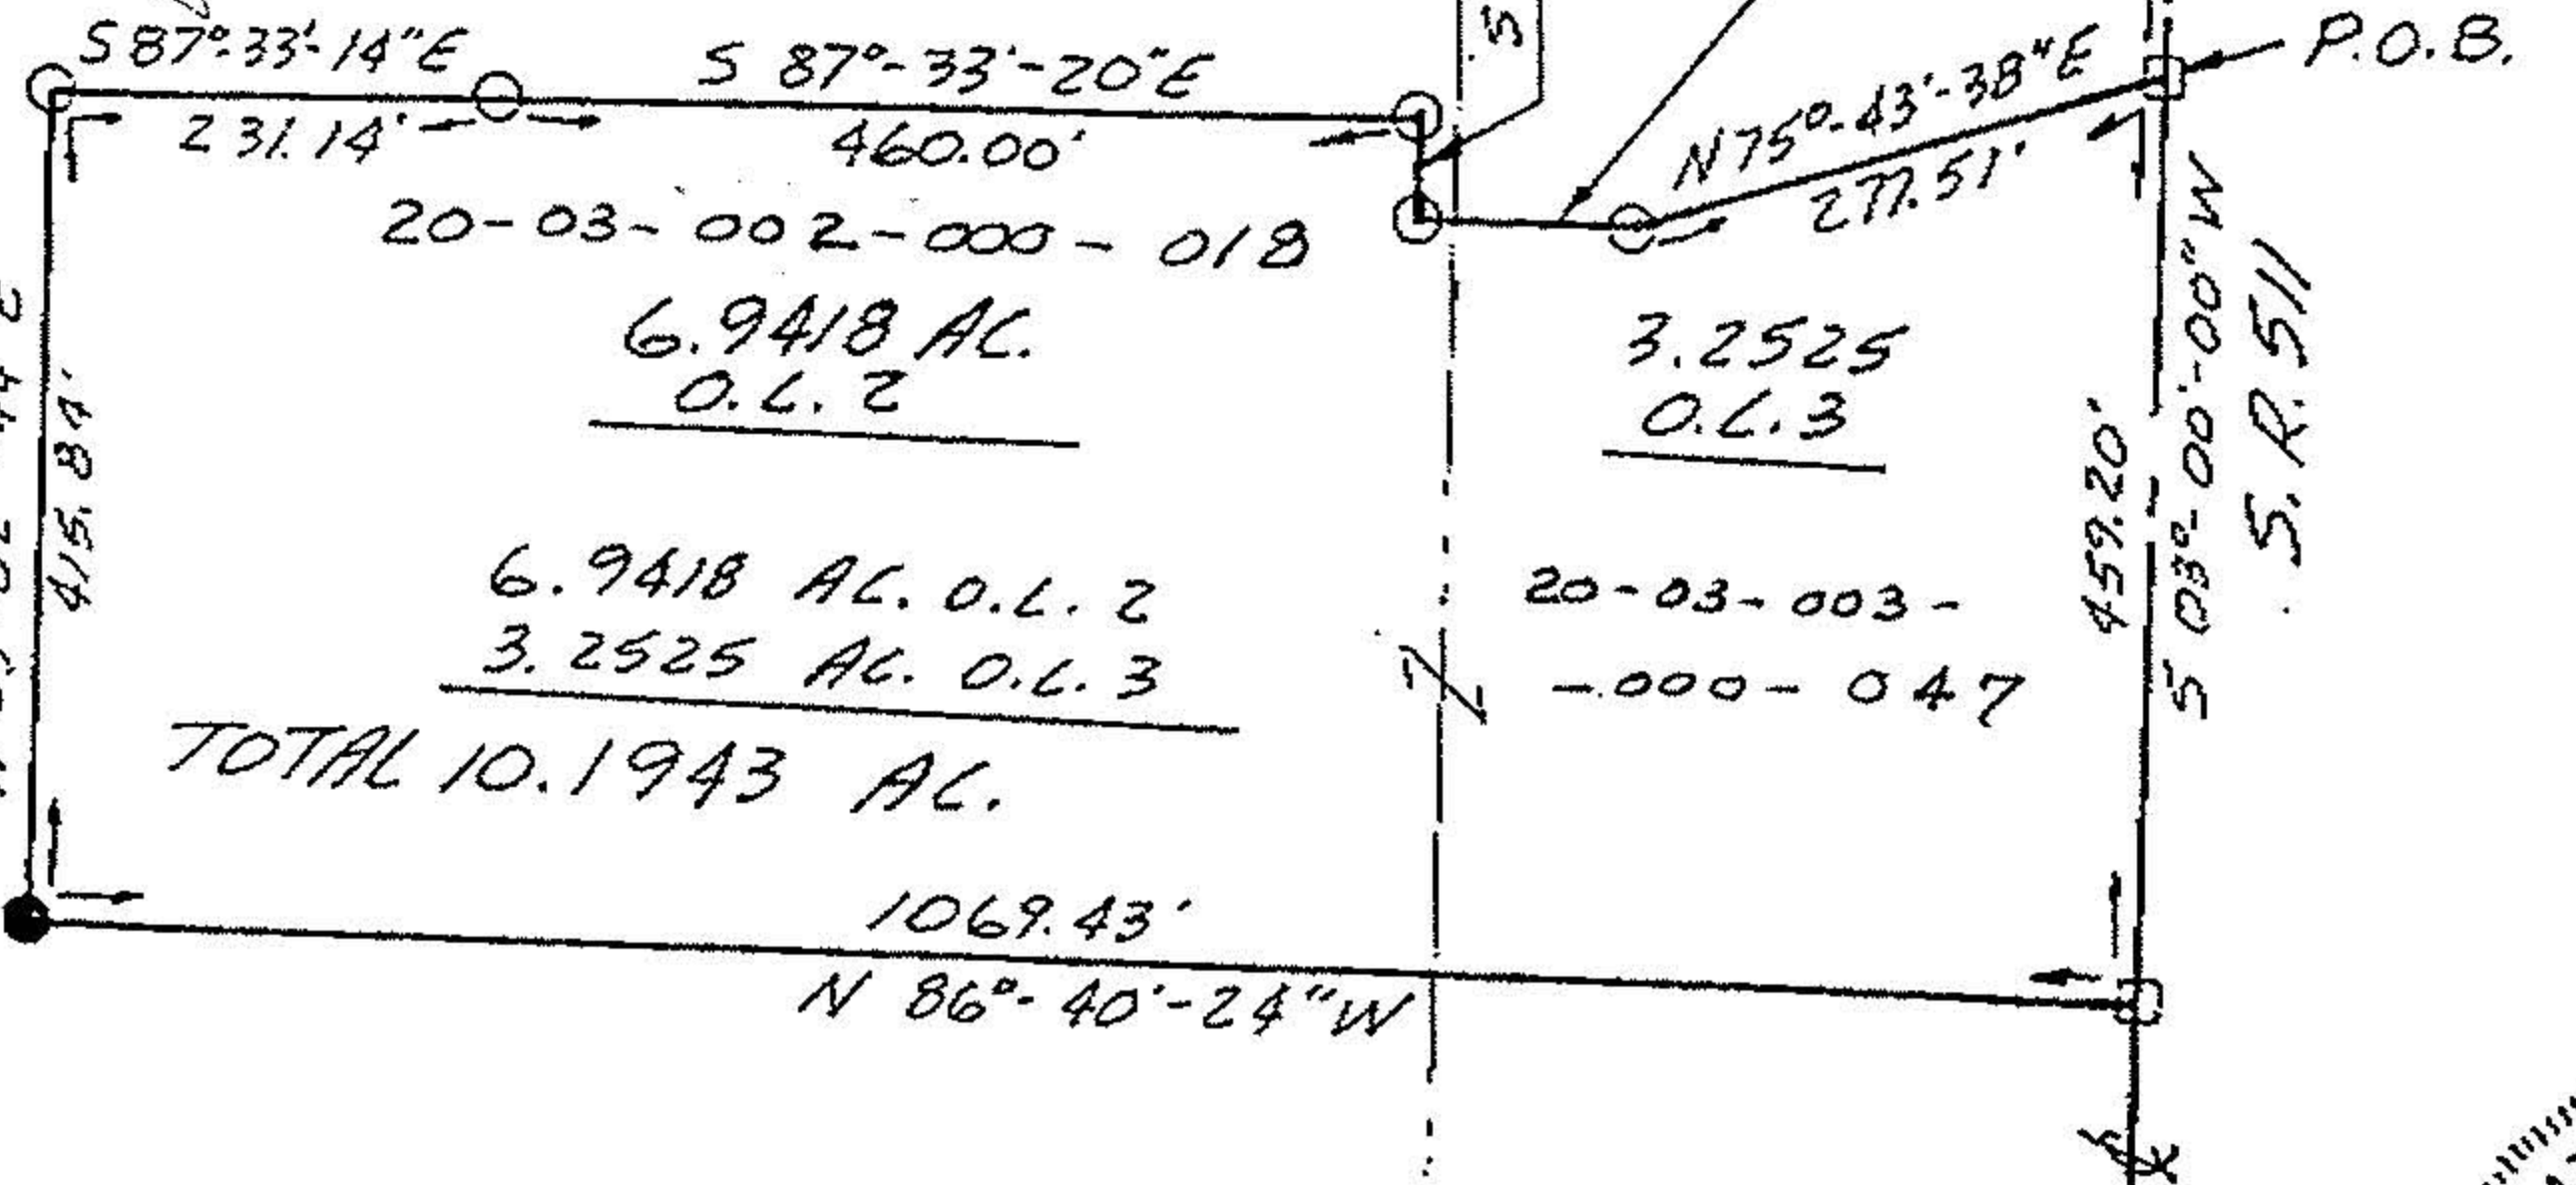 S 87°-33'-14"E
S 87°-33'-20"E
N 75°-43'-38"E
P.O.B.
231.14'
460.00'
277.51'
20-03-002-000-018
6.9418 AC.
O.L. 2
3.2525
O.L. 3
415.84'
459.20'
S 03°-00'-00" W
S.R. 511
6.9418 AC. O.L. 2
3.2525 AC. O.L. 3
TOTAL 10.1943 AC.
20-03-003-
-000-047
1069.43'
N 86°-40'-24" W